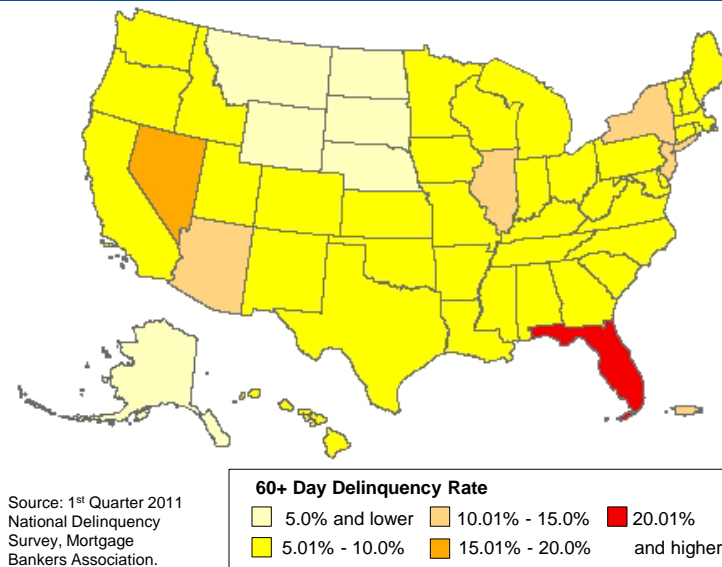 Source: 1st Quarter 2011
National Delinquency
Survey, Mortgage
Bankers Association.
60+ Day Delinquency Rate
5.0% and lower
10.01% - 15.0%
20.01%
5.01% - 10.0%
15.01% - 20.0%
and higher